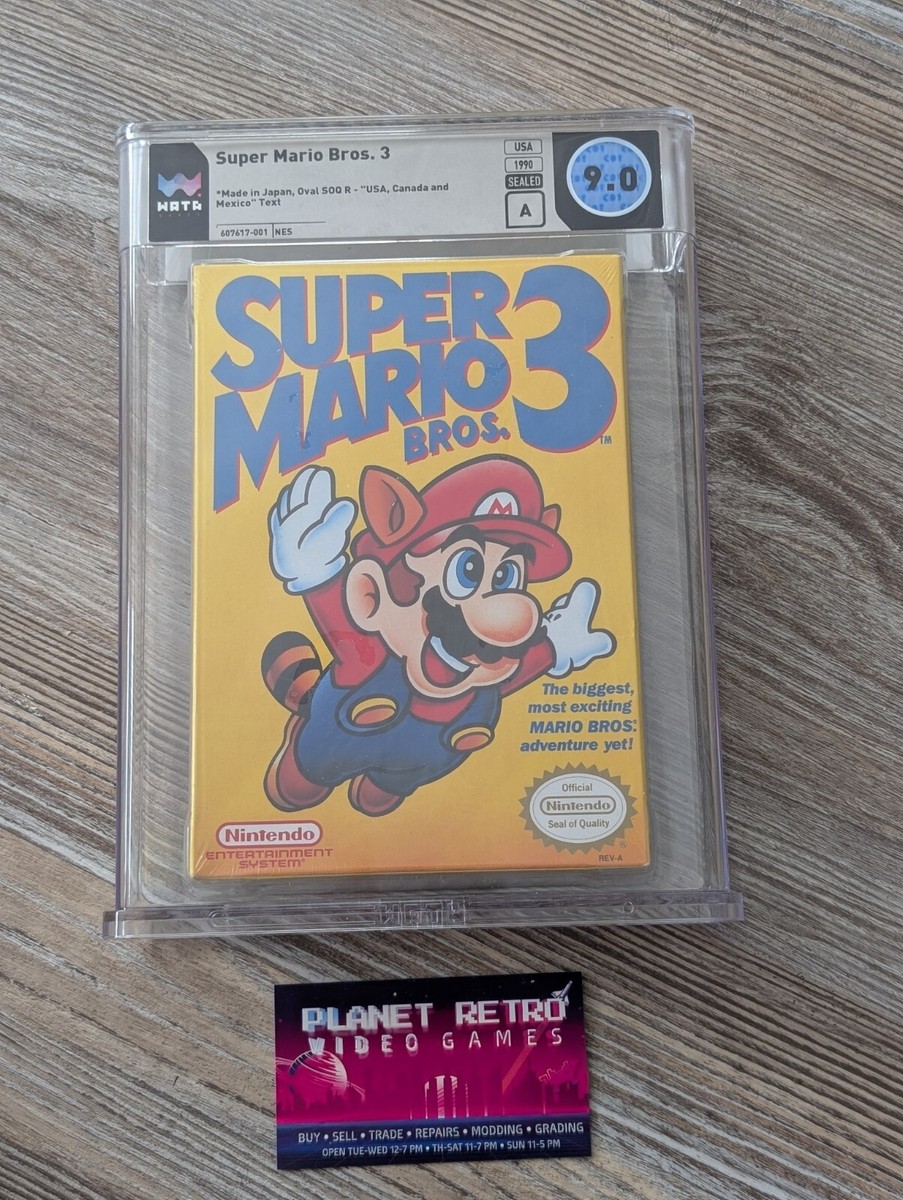 WATA
Super Mario Bros. 3
*Made in Japan, Oval SOQ R - "USA, Canada and
Mexico" Text
607617-001 | NES
USA
1990
SEALED
A
9.0
SUPER
MARIO
BROS. 3
TM
M
The biggest,
most exciting
MARIO BROS.
adventure yet!
Official
Nintendo
Seal of Quality
®
REV-A
Nintendo
ENTERTAINMENT
SYSTEM®
PLANET RETRO
VIDEO GAMES
BUY • SELL • TRADE • REPAIRS • MODDING • GRADING
OPEN TUE-WED 12-7 PM • TH-SAT 11-7 PM • SUN 11-5 PM